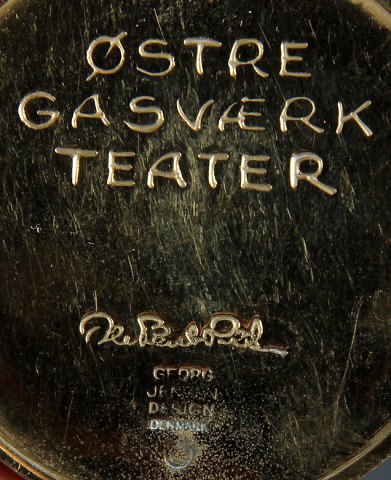 ØSTRE
GASVÆRK
TEATER
GEORG
JENSEN
DESIGN
DENMARK